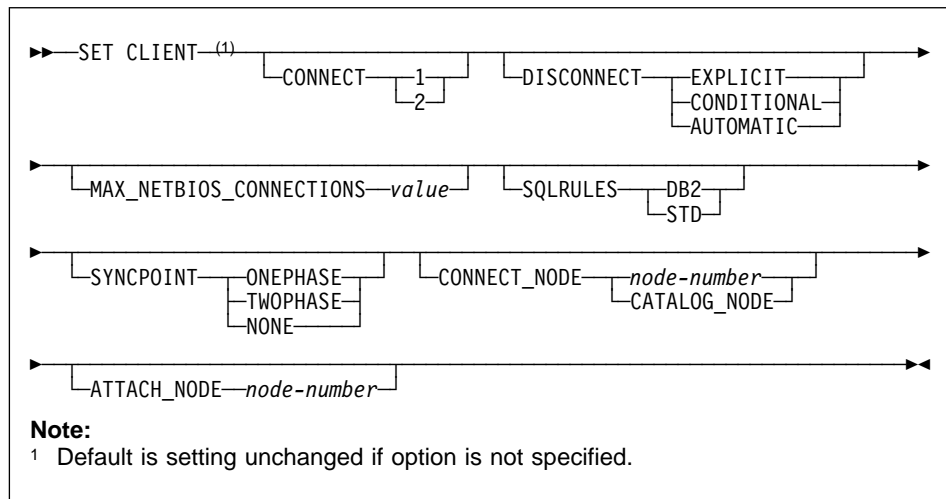 SET CLIENT (1)
CONNECT 1
2
DISCONNECT EXPLICIT
CONDITIONAL
AUTOMATIC
MAX_NETBIOS_CONNECTIONS value
SQLRULES DB2
STD
SYNCPOINT ONEPHASE
TWOPHASE
NONE
CONNECT_NODE node-number
CATALOG_NODE
ATTACH_NODE node-number
Note:
1 Default is setting unchanged if option is not specified.